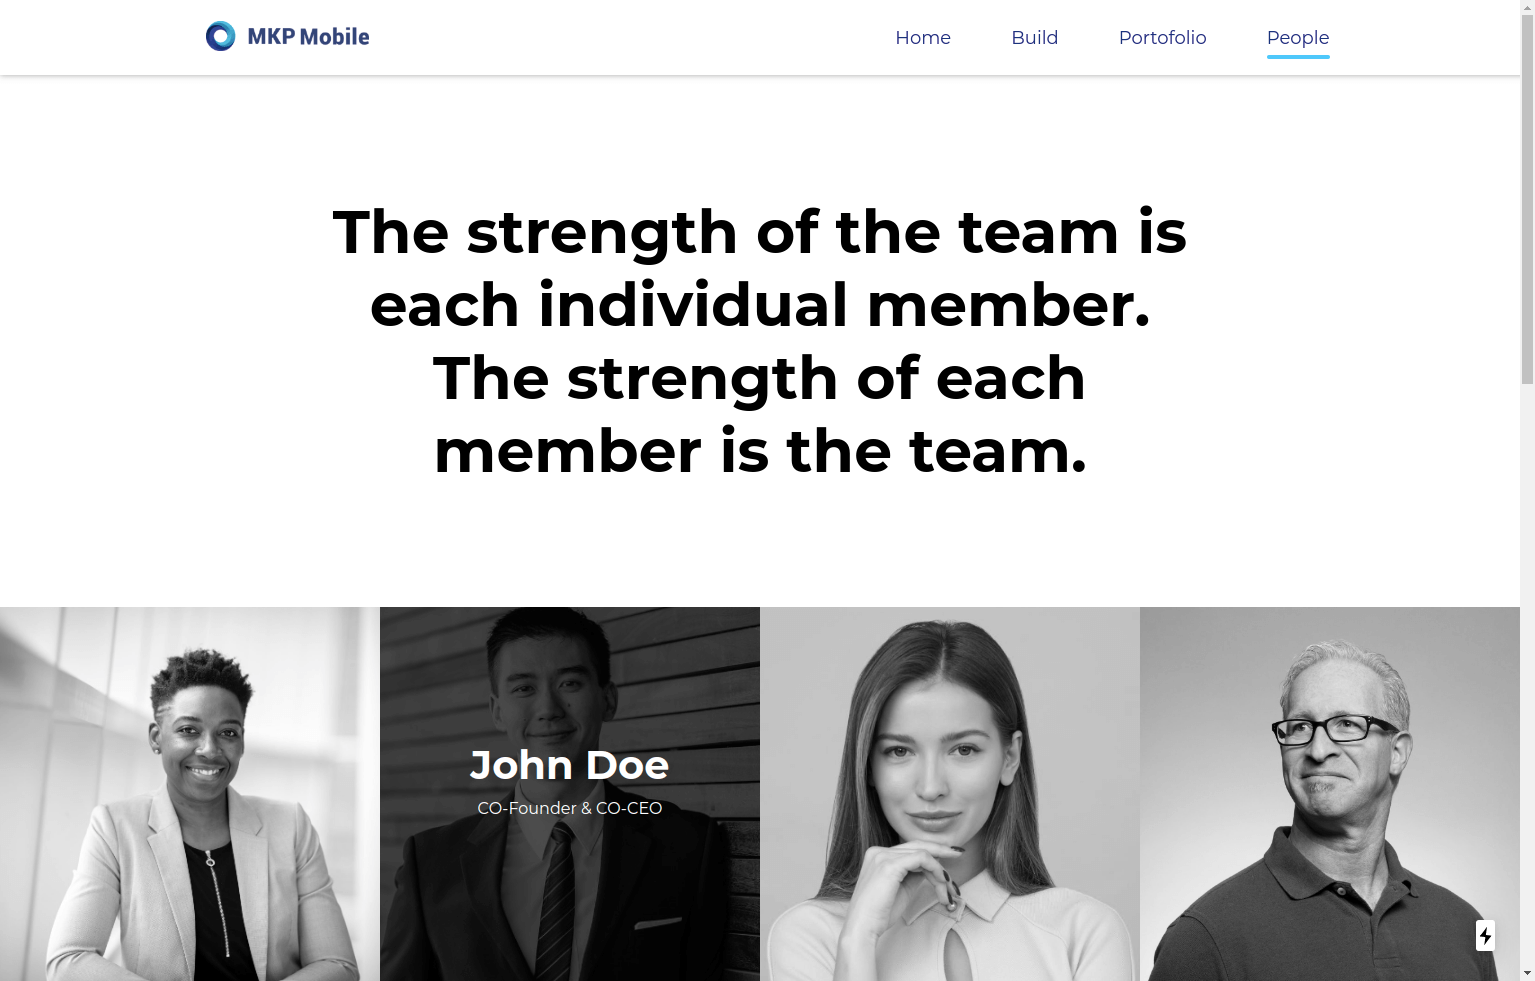 MKP Mobile
Home
Build
Portofolio
People
The strength of the team is
each individual member.
The strength of each
member is the team.
John Doe
CO-Founder & CO-CEO